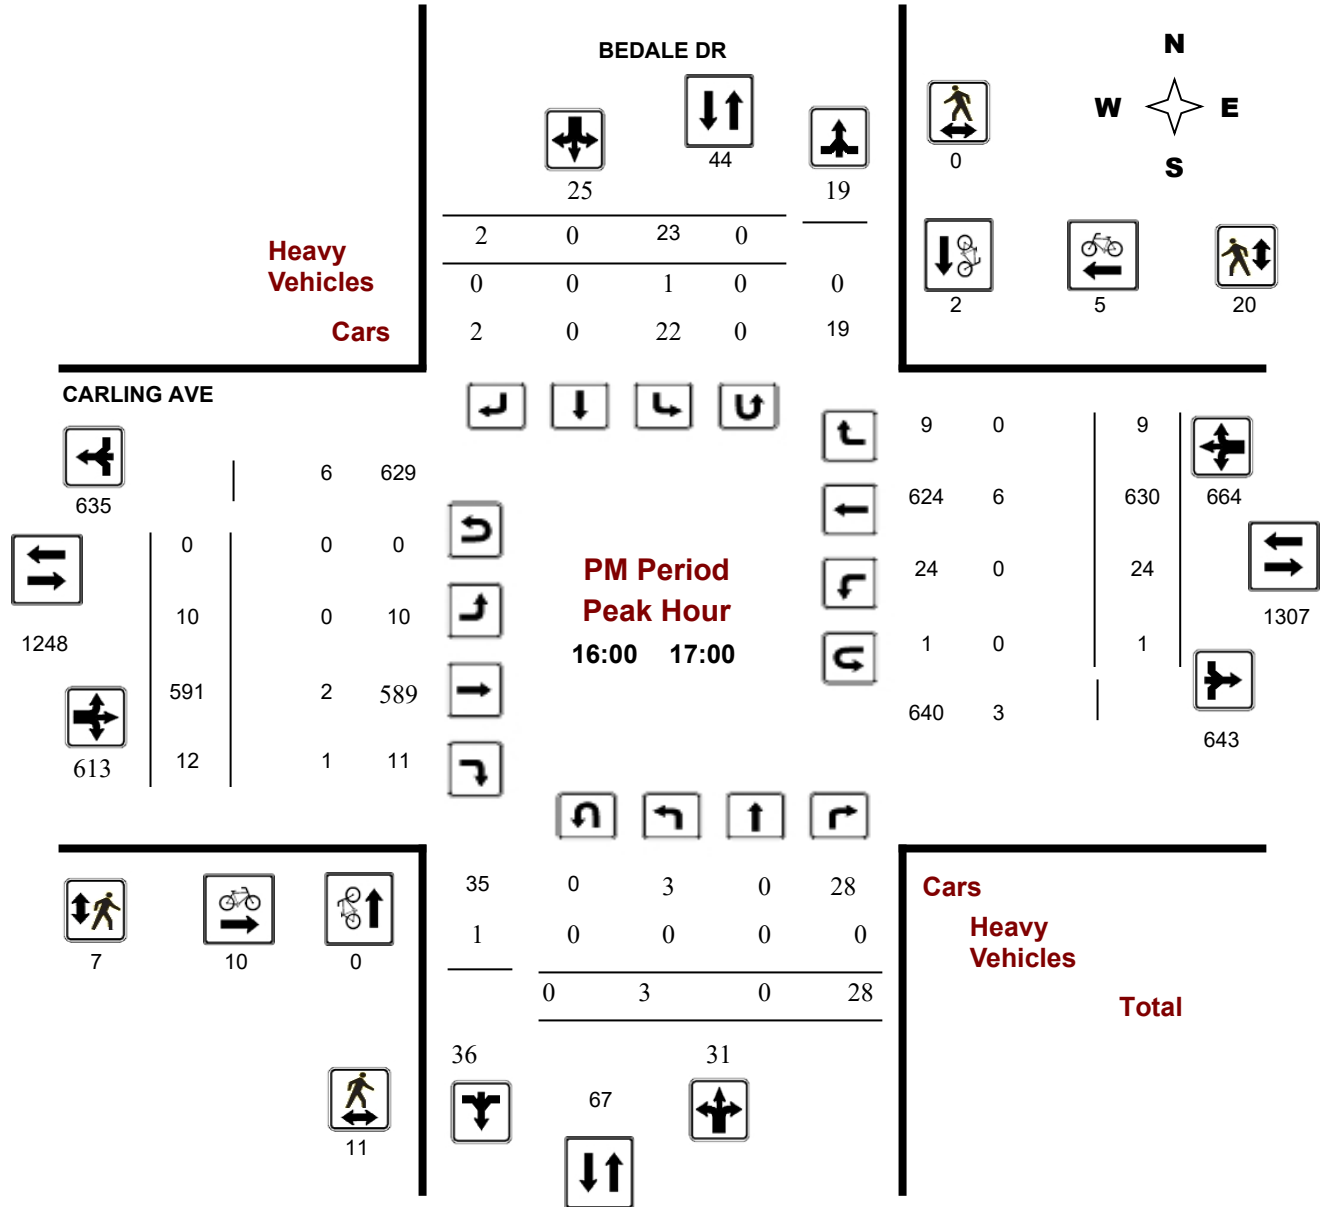 BEDALE DR
N
W E
S
44
0
25 19
2 0 23 0
Heavy
Vehicles
0 0 1 0 0
2 5 20
Cars
2 0 22 0 19
CARLING AVE
9 0 9
6 629
635
624 6 630 664
0 0 0
PM Period
24 0 24
Peak Hour
10 0 10
1307
1248
16:00 17:00
1 0 1
591 2 589
640 3
643
613 12 1 11
35 0 3 0 28
Cars
Heavy
Vehicles
1 0 0 0 0
7 10 0
0 3 0 28
Total
36 31
67
11